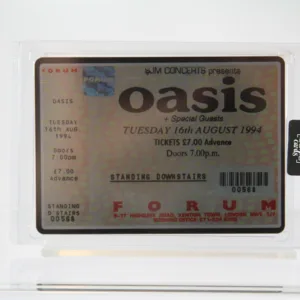 FORUM
SJM CONCERTS presents
oasis
+ Special Guests
TUESDAY 16th AUGUST 1994
TICKETS £7.00 Advance
Doors 7.00p.m.
STANDING DOWNSTAIRS
00568
FORUM
OASIS
TUESDAY
16TH AUG
1994
DOORS
7.00PM
£7.00
Advance
STANDING
D'STAIRS
00568